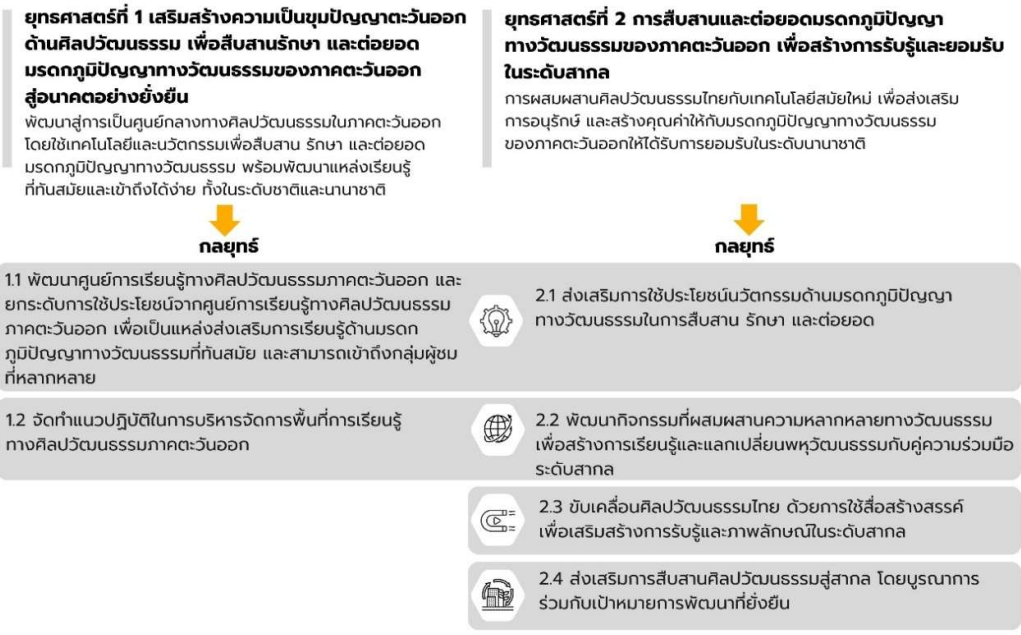 ยุทธศาสตร์ที่ 1 เสริมสร้างความเป็นขุมปัญญาตะวันออก
ด้านศิลปวัฒนธรรม เพื่อสืบสานรักษา และต่อยอด
มรดกภูมิปัญญาทางวัฒนธรรมของภาคตะวันออก
สู่อนาคตอย่างยั่งยืน
พัฒนาสู่การเป็นศูนย์กลางทางศิลปวัฒนธรรมในภาคตะวันออก
โดยใช้เทคโนโลยีและนวัตกรรมเพื่อสืบสาน รักษา และต่อยอด
มรดกภูมิปัญญาทางวัฒนธรรม พร้อมพัฒนาแหล่งเรียนรู้
ที่ทันสมัยและเข้าถึงได้ง่าย ทั้งในระดับชาติและนานาชาติ
กลยุทธ์
1.1 พัฒนาศูนย์การเรียนรู้ทางศิลปวัฒนธรรมภาคตะวันออก และ
ยกระดับการใช้ประโยชน์จากศูนย์การเรียนรู้ทางศิลปวัฒนธรรม
ภาคตะวันออก เพื่อเป็นแหล่งส่งเสริมการเรียนรู้ด้านมรดก
ภูมิปัญญาทางวัฒนธรรมที่ทันสมัย และสามารถเข้าถึงกลุ่มผู้ชม
ที่หลากหลาย
1.2 จัดทำแนวปฏิบัติในการบริหารจัดการพื้นที่การเรียนรู้
ทางศิลปวัฒนธรรมภาคตะวันออก
ยุทธศาสตร์ที่ 2 การสืบสานและต่อยอดมรดกภูมิปัญญา
ทางวัฒนธรรมของภาคตะวันออก เพื่อสร้างการรับรู้และยอมรับ
ในระดับสากล
การผสมผสานศิลปวัฒนธรรมไทยกับเทคโนโลยีสมัยใหม่ เพื่อส่งเสริม
การอนุรักษ์ และสร้างคุณค่าให้กับมรดกภูมิปัญญาทางวัฒนธรรม
ของภาคตะวันออกให้ได้รับการยอมรับในระดับนานาชาติ
กลยุทธ์
2.1 ส่งเสริมการใช้ประโยชน์นวัตกรรมด้านมรดกภูมิปัญญา
ทางวัฒนธรรมในการสืบสาน รักษา และต่อยอด
2.2 พัฒนากิจกรรมที่ผสมผสานความหลากหลายทางวัฒนธรรม
เพื่อสร้างการเรียนรู้และแลกเปลี่ยนพหุวัฒนธรรมกับคู่ความร่วมมือ
ระดับสากล
2.3 ขับเคลื่อนศิลปวัฒนธรรมไทย ด้วยการใช้สื่อสร้างสรรค์
เพื่อเสริมสร้างการรับรู้และภาพลักษณ์ในระดับสากล
2.4 ส่งเสริมการสืบสานศิลปวัฒนธรรมสู่สากล โดยบูรณาการ
ร่วมกับเป้าหมายการพัฒนาที่ยั่งยืน